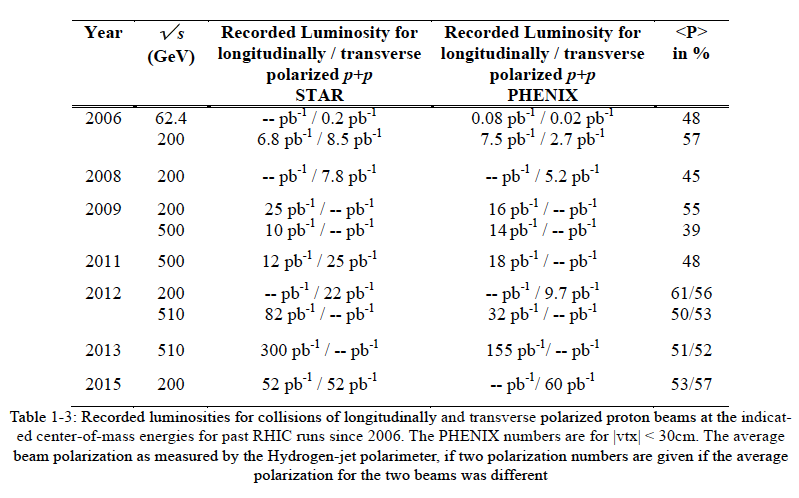 Year √s Recorded Luminosity for Recorded Luminosity for <P>
(GeV) longitudinally / transverse longitudinally / transverse in %
polarized p+p polarized p+p
STAR PHENIX
2006 62.4 -- pb-1 / 0.2 pb-1 0.08 pb-1 / 0.02 pb-1 48
200 6.8 pb-1 / 8.5 pb-1 7.5 pb-1 / 2.7 pb-1 57
2008 200 -- pb-1 / 7.8 pb-1 -- pb-1 / 5.2 pb-1 45
2009 200 25 pb-1 / -- pb-1 16 pb-1 / -- pb-1 55
500 10 pb-1 / -- pb-1 14 pb-1 / -- pb-1 39
2011 500 12 pb-1 / 25 pb-1 18 pb-1 / -- pb-1 48
2012 200 -- pb-1 / 22 pb-1 -- pb-1 / 9.7 pb-1 61/56
510 82 pb-1 / -- pb-1 32 pb-1 / -- pb-1 50/53
2013 510 300 pb-1 / -- pb-1 155 pb-1/ -- pb-1 51/52
2015 200 52 pb-1 / 52 pb-1 -- pb-1/ 60 pb-1 53/57
Table 1-3: Recorded luminosities for collisions of longitudinally and transverse polarized proton beams at the indicat-
ed center-of-mass energies for past RHIC runs since 2006. The PHENIX numbers are for |vtx| < 30cm. The average
beam polarization as measured by the Hydrogen-jet polarimeter, if two polarization numbers are given if the average
polarization for the two beams was different